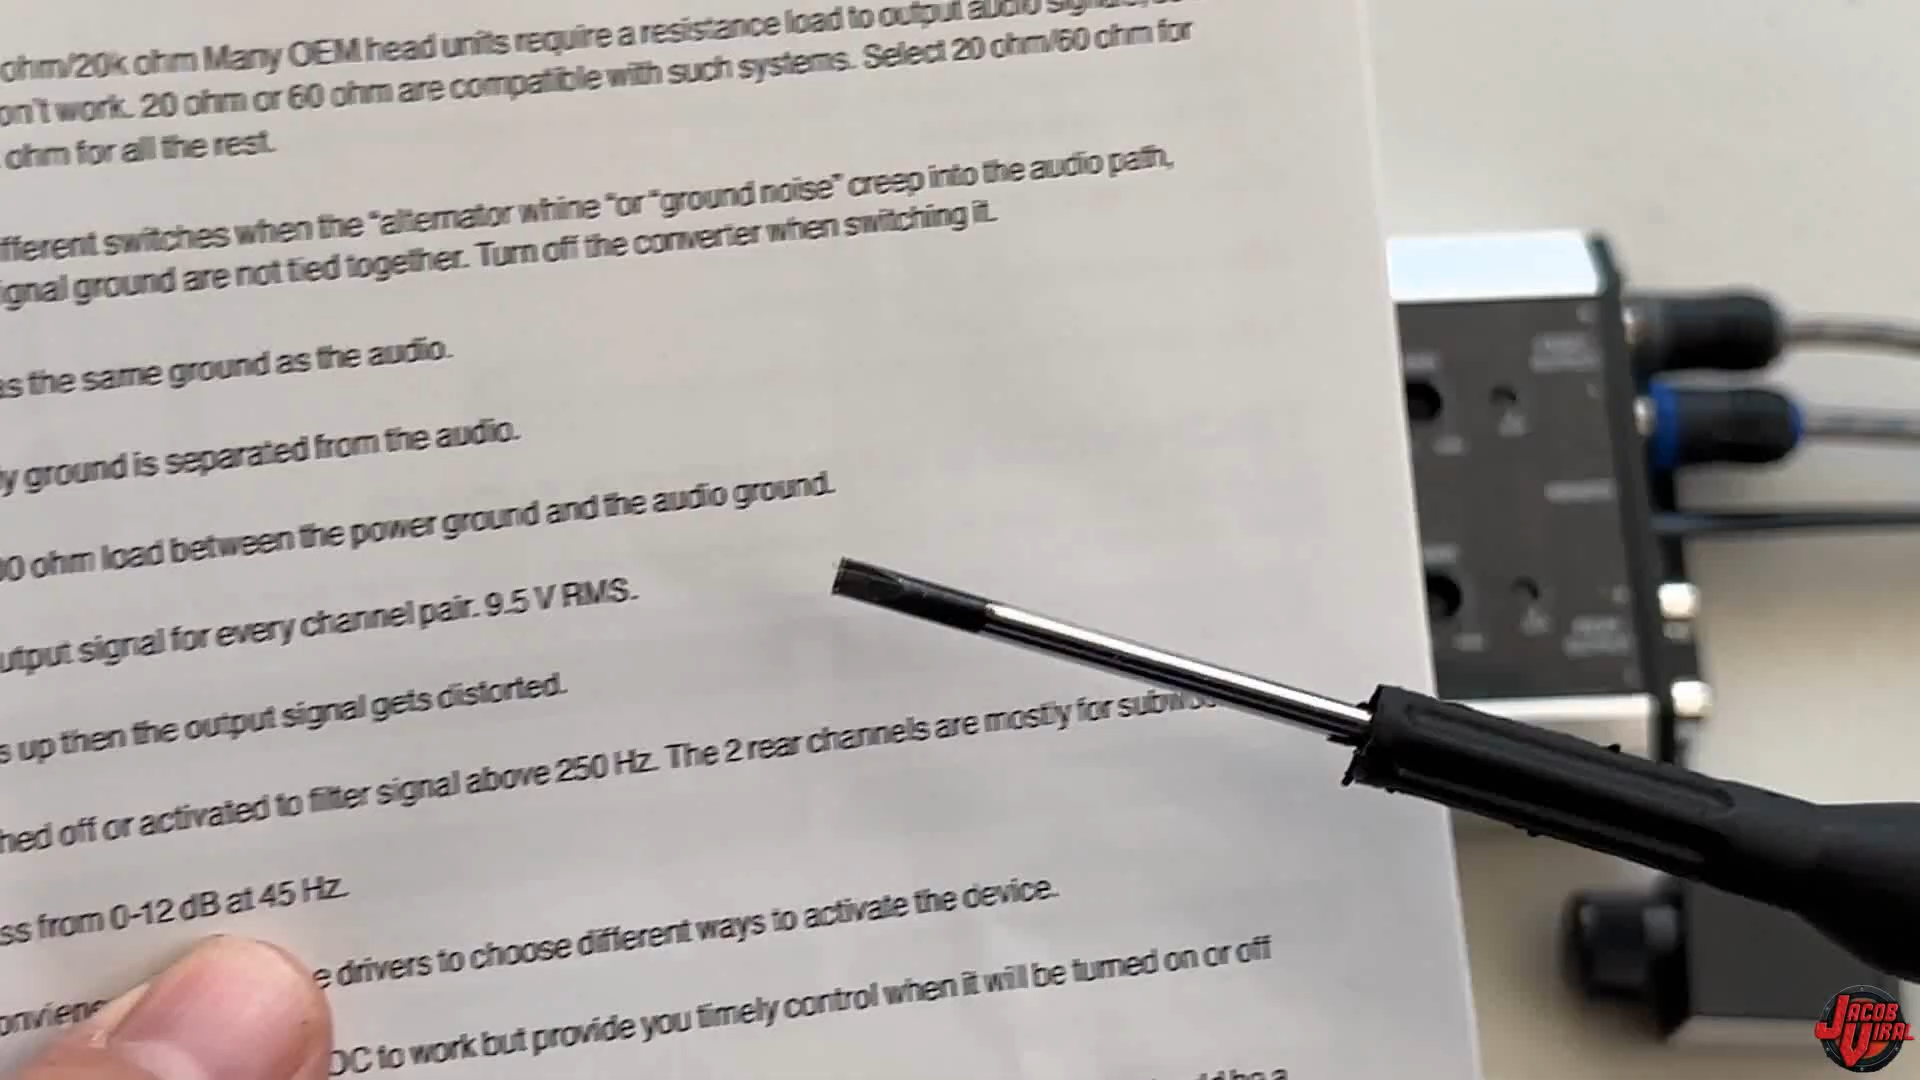 ohm/20k ohm Many OEM head units require a resistance load to output audio
on't work. 20 ohm or 60 ohm are compatible with such systems. Select 20 ohm/60 ohm for
ohm for all the rest.
fferent switches when the "alternator whine "or "ground noise" creep into the audio path,
ignal ground are not tied together. Turn off the converter when switching it.
as the same ground as the audio.
ly ground is separated from the audio.
00 ohm load between the power ground and the audio ground.
utput signal for every channel pair. 9.5 V RMS.
s up then the output signal gets distorted.
hed off or activated to filter signal above 250 Hz. The 2 rear channels are mostly for
ss from 0-12 dB at 45 Hz.
e drivers to choose different ways to activate the device.
DC to work but provide you timely control when it will be turned on or off
JACOB
VIRAL